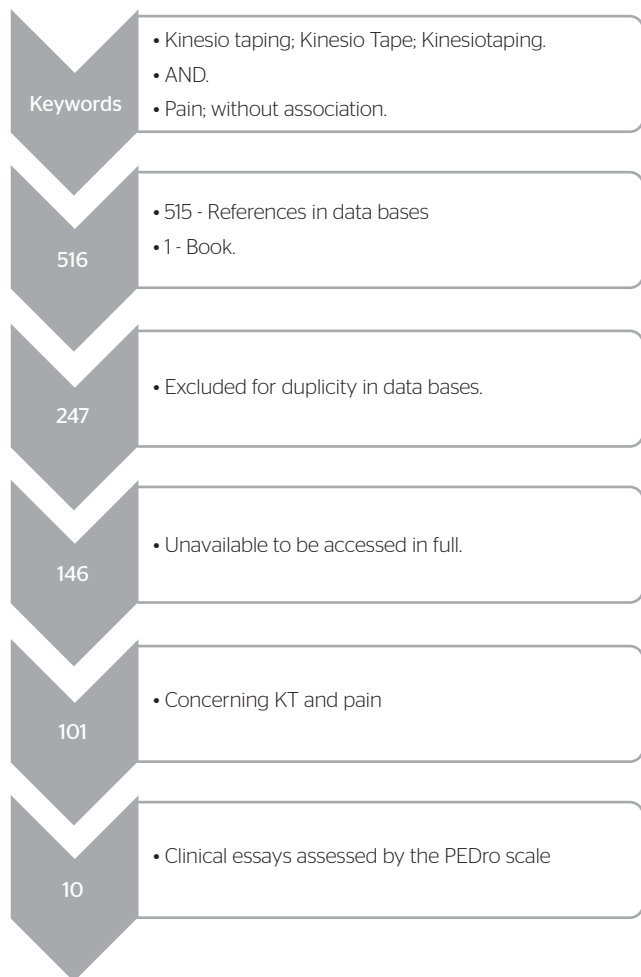 Keywords
• Kinesio taping; Kinesio Tape; Kinesiotaping.
• AND.
• Pain; without association.
516
• 515 - References in data bases
• 1 - Book.
247
• Excluded for duplicity in data bases.
146
• Unavailable to be accessed in full.
101
• Concerning KT and pain
10
• Clinical essays assessed by the PEDro scale